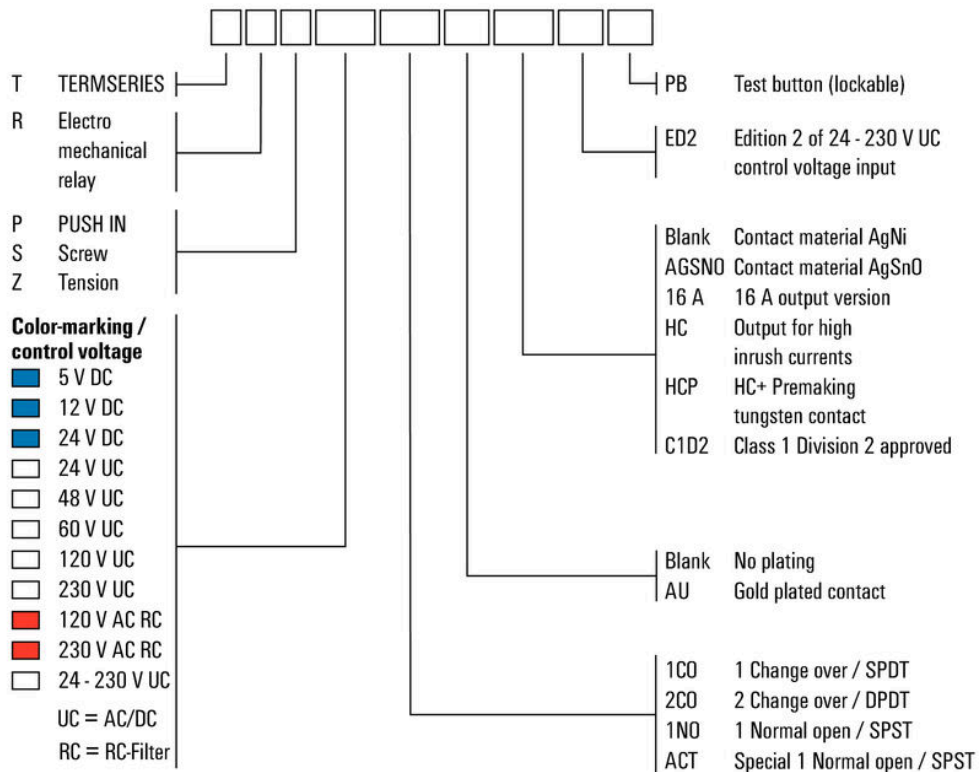 T TERMSERIES
R Electro
mechanical
relay
P PUSH IN
S Screw
Z Tension
Color-marking /
control voltage
5 V DC
12 V DC
24 V DC
24 V UC
48 V UC
60 V UC
120 V UC
230 V UC
120 V AC RC
230 V AC RC
24 - 230 V UC
UC = AC/DC
RC = RC-Filter
PB Test button (lockable)
ED2 Edition 2 of 24 - 230 V UC
control voltage input
Blank Contact material AgNi
AGSNO Contact material AgSnO
16 A 16 A output version
HC Output for high
inrush currents
HCP HC+ Premaking
tungsten contact
C1D2 Class 1 Division 2 approved
Blank No plating
AU Gold plated contact
1CO 1 Change over / SPDT
2CO 2 Change over / DPDT
1NO 1 Normal open / SPST
ACT Special 1 Normal open / SPST